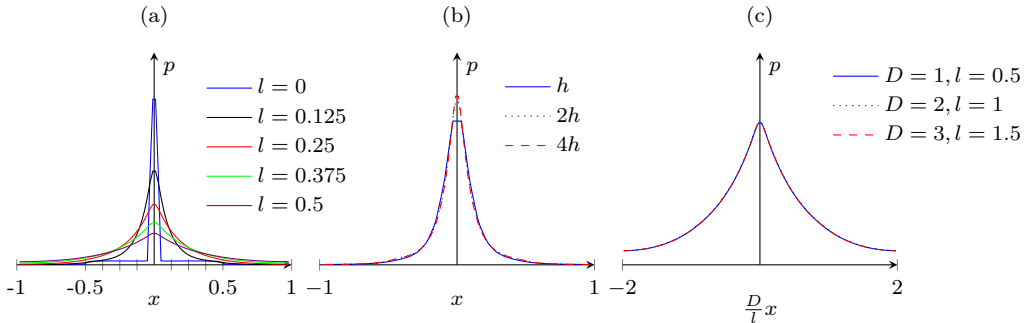 (a)
p
l = 0
l = 0.125
l = 0.25
l = 0.375
l = 0.5
-1 -0.5 0.5 1
x
(b)
p
h
2h
4h
−1 1
x
(c)
p
D = 1, l = 0.5
D = 2, l = 1
D = 3, l = 1.5
−2 2
D/l x